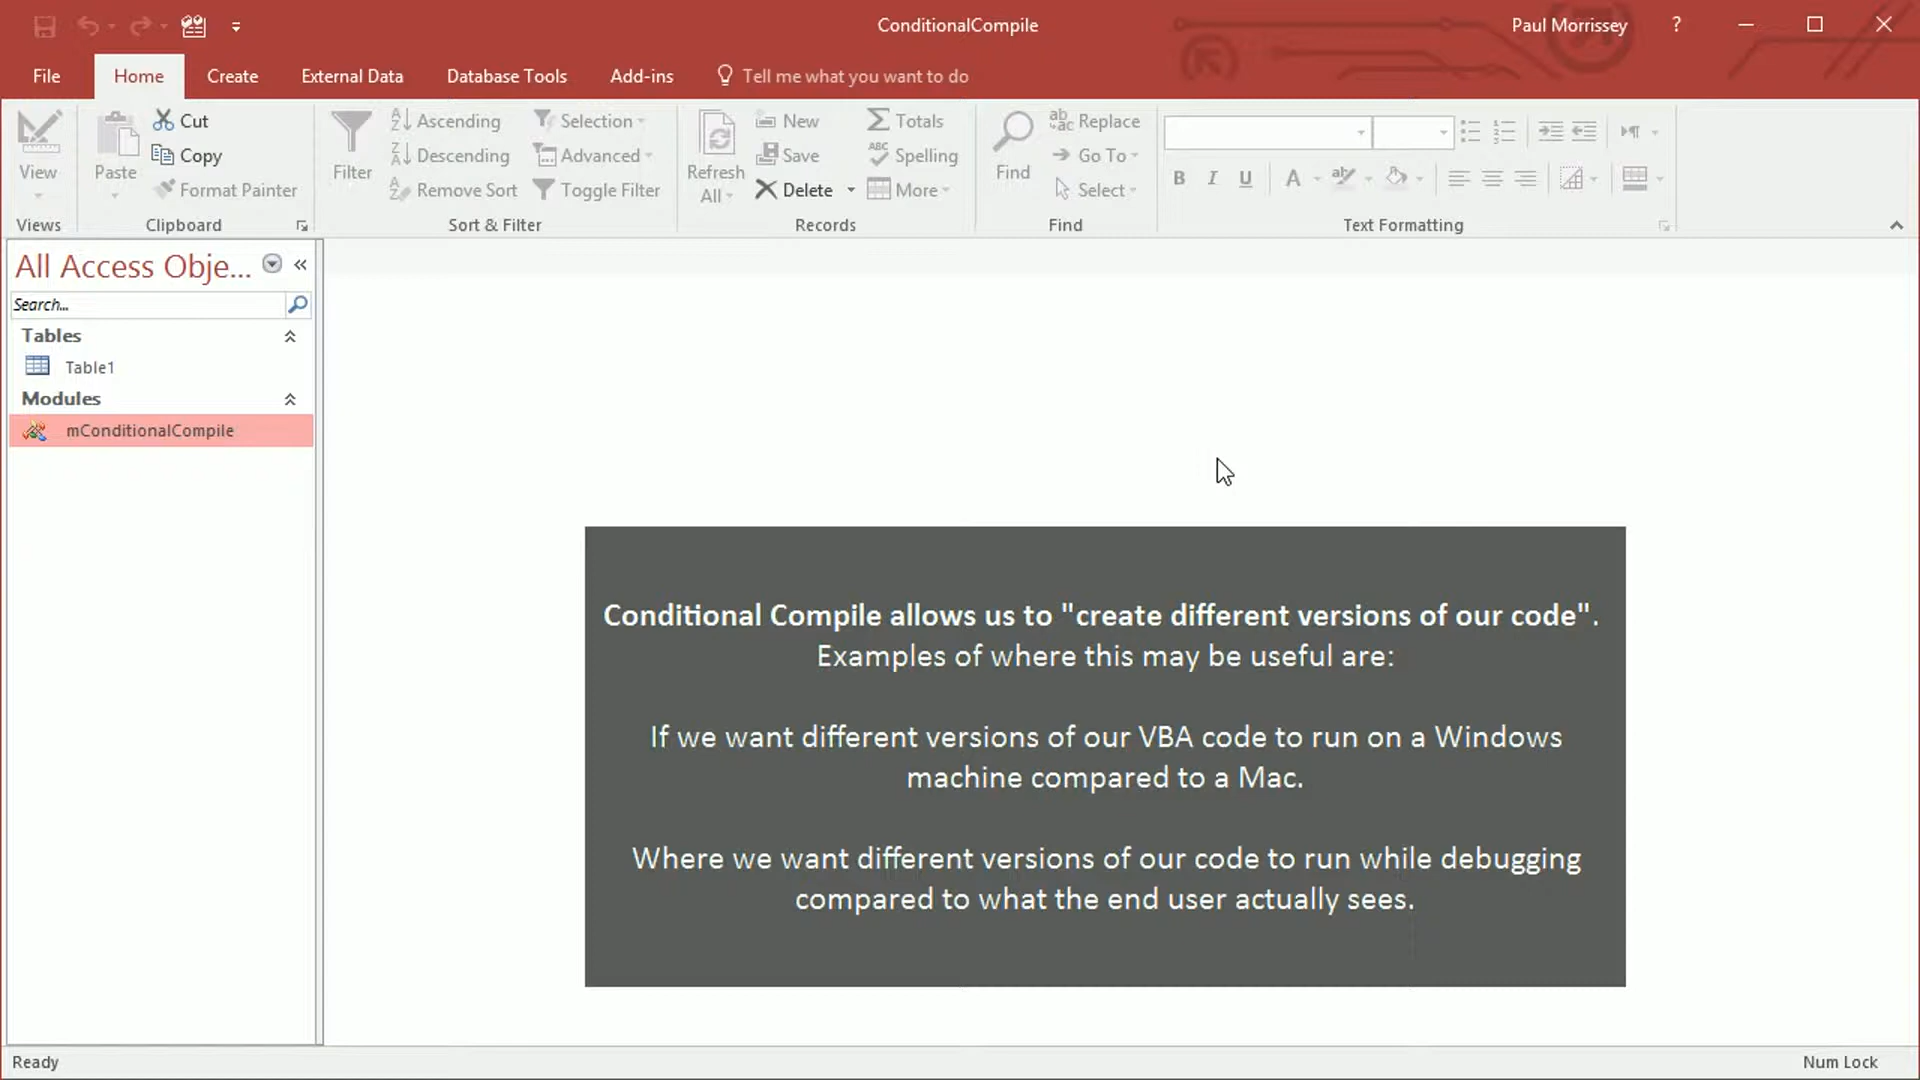 ConditionalCompile
Paul Morrissey
?
File
Home
Create
External Data
Database Tools
Add-ins
Tell me what you want to do
View
Paste
Cut
Copy
Format Painter
Filter
Ascending
Descending
Remove Sort
Selection
Advanced
Toggle Filter
Refresh
All
New
Save
Delete
Totals
Spelling
More
Find
Replace
Go To
Select
B I U A
Views
Clipboard
Sort & Filter
Records
Find
Text Formatting
All Access Obje...
Search...
Tables
Table1
Modules
mConditionalCompile
Conditional Compile allows us to "create different versions of our code".
Examples of where this may be useful are:
If we want different versions of our VBA code to run on a Windows
machine compared to a Mac.
Where we want different versions of our code to run while debugging
compared to what the end user actually sees.
Ready
Num Lock